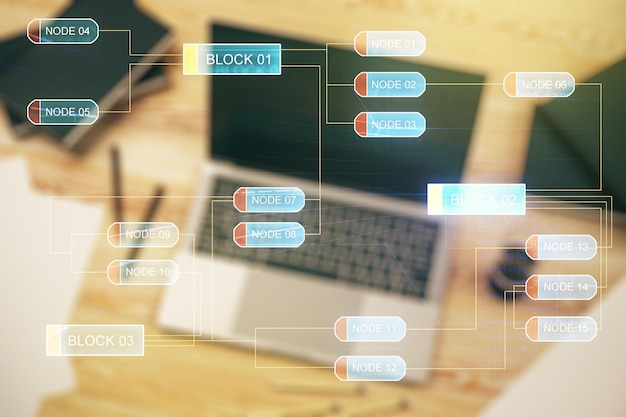 NODE 04
BLOCK 01
NODE 01
NODE 02
NODE 06
NODE 05
NODE 03
NODE 07
BLOCK 02
NODE 08
NODE 09
NODE 13
NODE 10
NODE 14
BLOCK 03
NODE 11
NODE 15
NODE 12